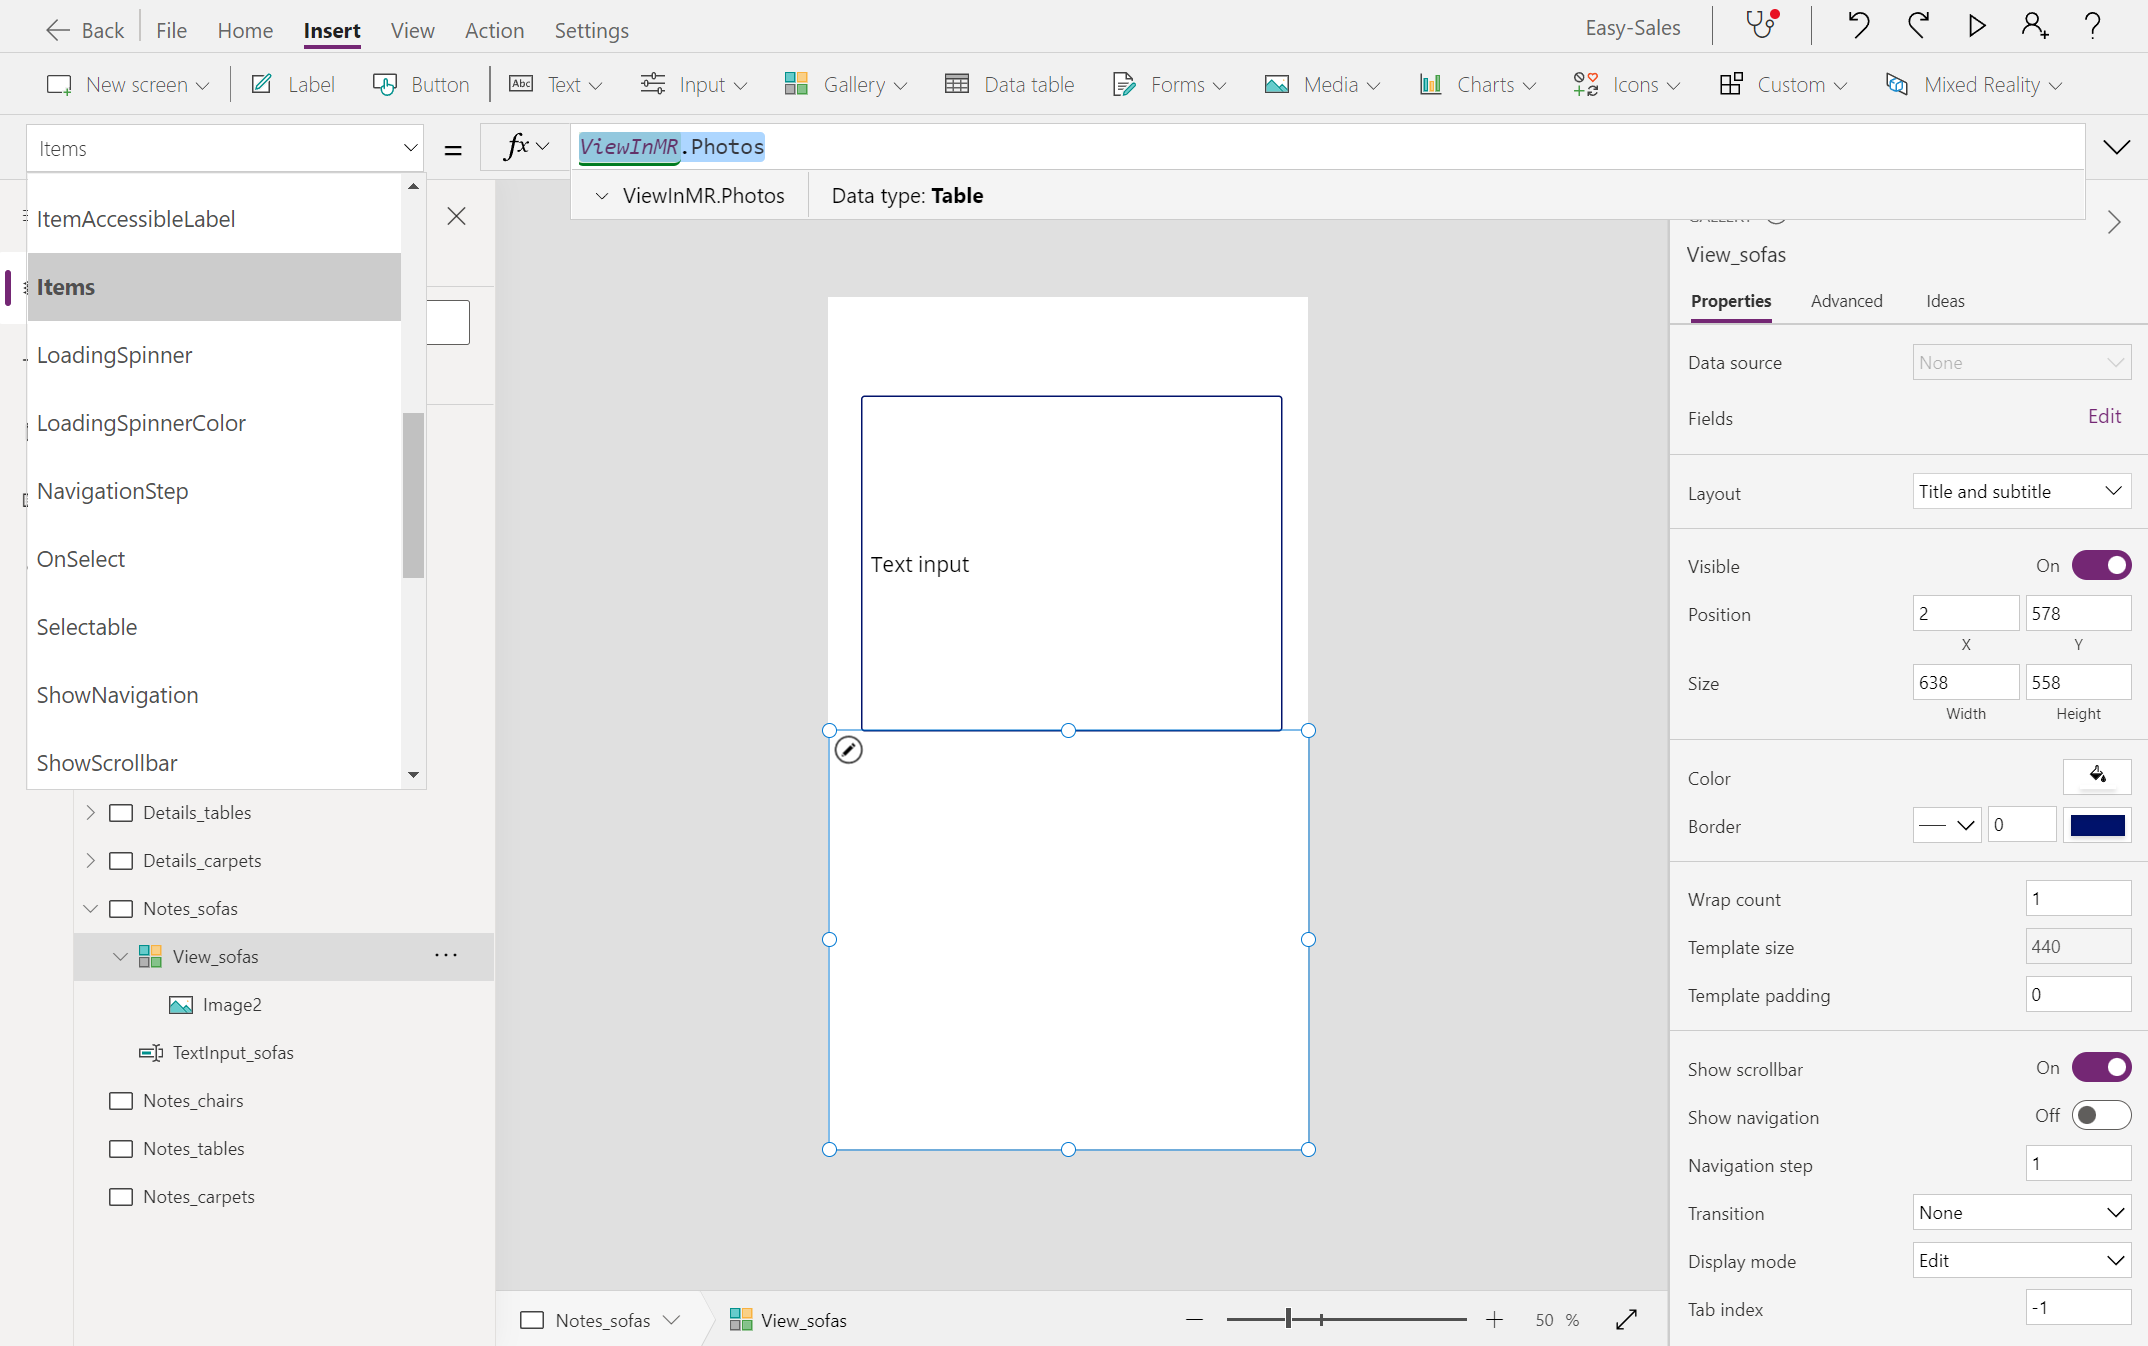 Back File Home Insert View Action Settings Easy-Sales
New screen Label Button Abc Text Input Gallery Data table Forms Media Charts Icons Custom Mixed Reality
Items = fx ViewInMR.Photos
ViewInMR.Photos Data type: Table
ItemAccessibleLabel
Items
LoadingSpinner
LoadingSpinnerColor
NavigationStep
OnSelect
Selectable
ShowNavigation
ShowScrollbar
Details_tables
Details_carpets
Notes_sofas
View_sofas
Image2
TextInput_sofas
Notes_chairs
Notes_tables
Notes_carpets
Text input
Notes_sofas View_sofas 50 %
View_sofas
Properties Advanced Ideas
Data source None
Fields Edit
Layout Title and subtitle
Visible On
Position 2 578
X Y
Size 638 558
Width Height
Color
Border 0
Wrap count 1
Template size 440
Template padding 0
Show scrollbar On
Show navigation Off
Navigation step 1
Transition None
Display mode Edit
Tab index -1